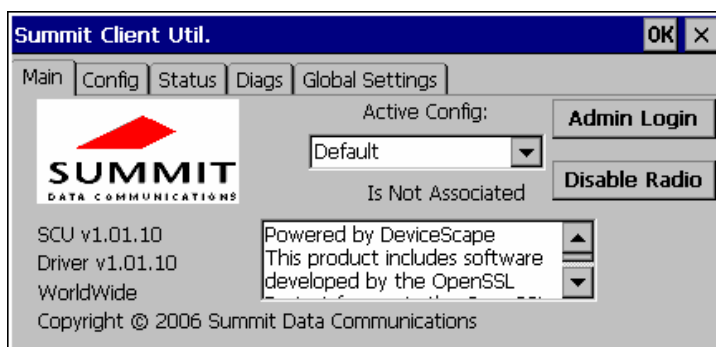 Summit Client Util.
OK ×
Main Config Status Diags Global Settings
Active Config:
Admin Login
Default
SUMMIT
DATA COMMUNICATIONS
Is Not Associated
Disable Radio
SCU v1.01.10
Driver v1.01.10
WorldWide
Powered by DeviceScape
This product includes software
developed by the OpenSSL
Copyright © 2006 Summit Data Communications